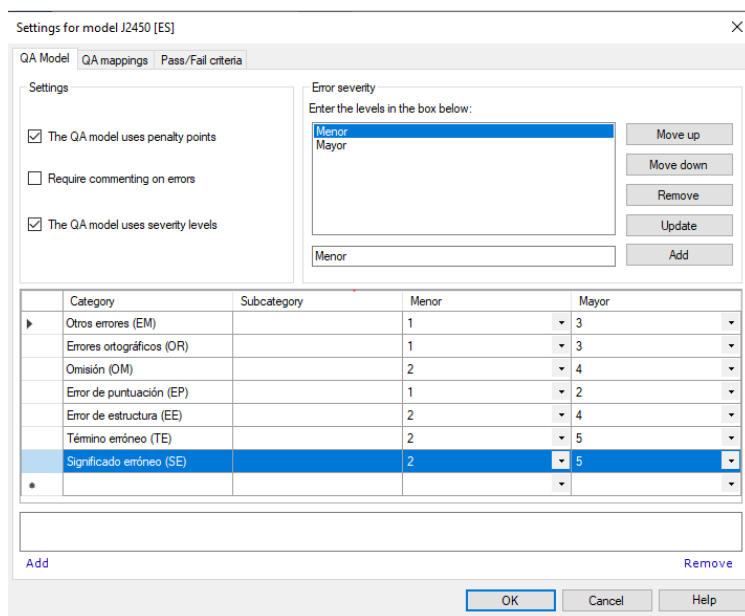 Settings for model J2450 [ES]
QA Model QA mappings Pass/Fail criteria
Settings
The QA model uses penalty points
Require commenting on errors
The QA model uses severity levels
Error severity
Enter the levels in the box below:
Menor
Mayor
Menor
Move up
Move down
Remove
Update
Add
Category Subcategory Menor Mayor
Otros errores (EM) 1 3
Errores ortográficos (OR) 1 3
Omisión (OM) 2 4
Error de puntuación (EP) 1 2
Error de estructura (EE) 2 4
Término erróneo (TE) 2 5
Significado erróneo (SE) 2 5
Add Remove
OK Cancel Help